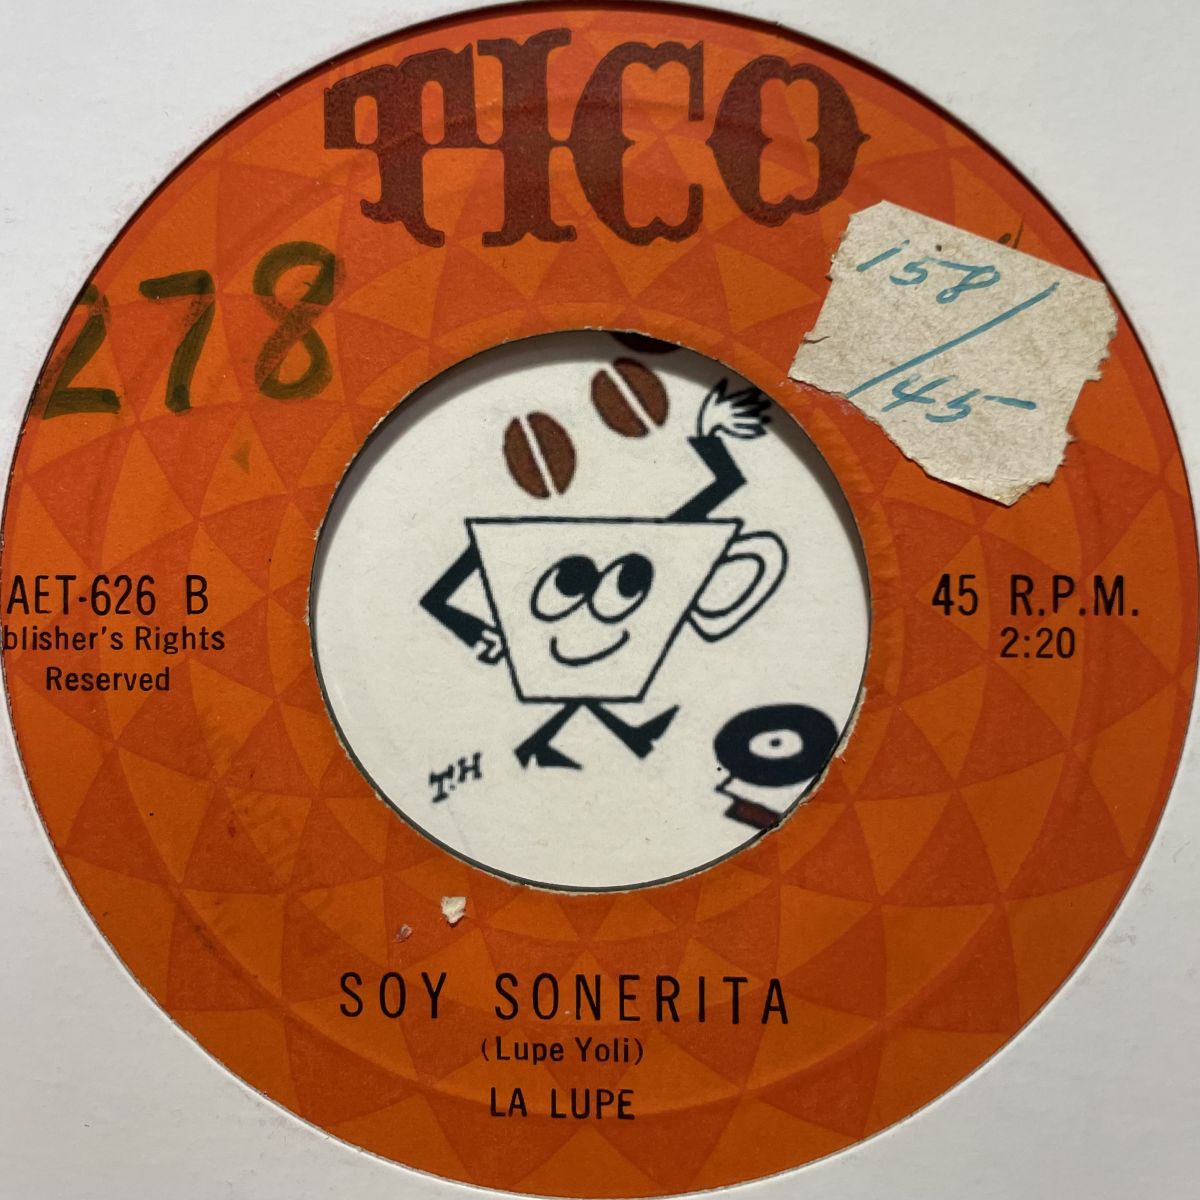 TICO
278
158/
45
AET-626 B
blisher's Rights
Reserved
45 R.P.M.
2:20
T.H
SOY SONERITA
(Lupe Yoli)
LA LUPE